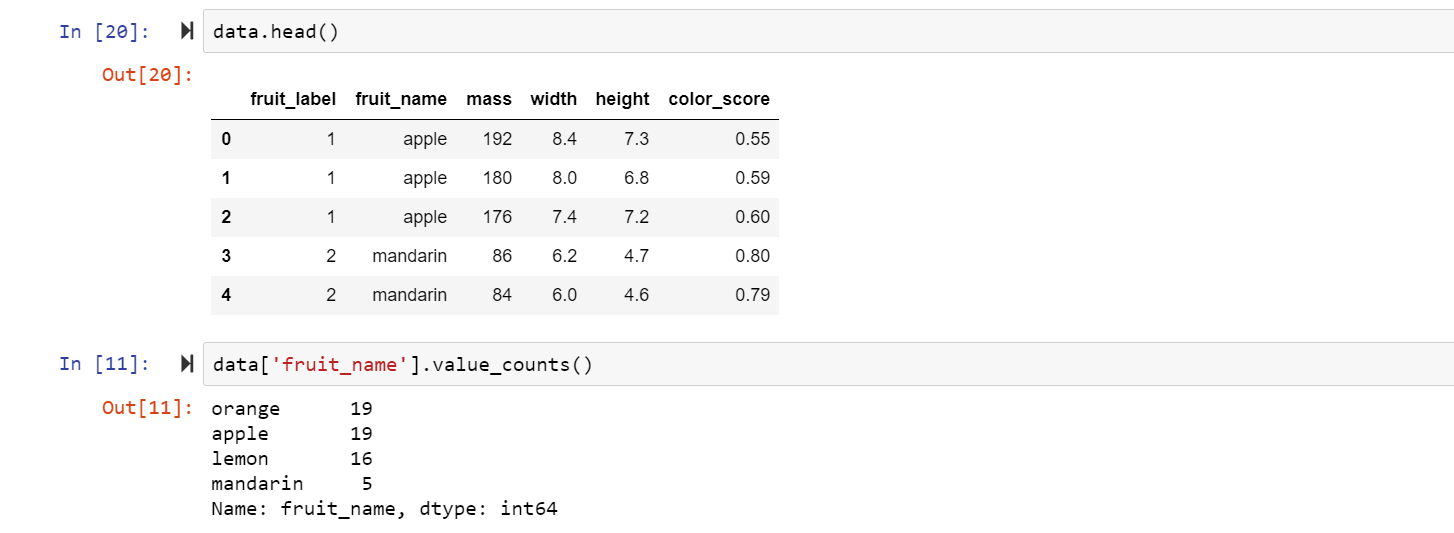 In [20]: data.head()
Out[20]:
fruit_label fruit_name mass width height color_score
0 1 apple 192 8.4 7.3 0.55
1 1 apple 180 8.0 6.8 0.59
2 1 apple 176 7.4 7.2 0.60
3 2 mandarin 86 6.2 4.7 0.80
4 2 mandarin 84 6.0 4.6 0.79
In [11]: data['fruit_name'].value_counts()
Out[11]: orange 19
apple 19
lemon 16
mandarin 5
Name: fruit_name, dtype: int64